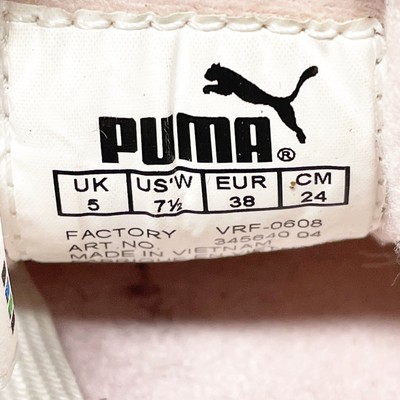 PUMA®
UK US'W EUR CM
5 7½ 38 24
FACTORY VRF-0608
ART.NO. 345640 04
MADE IN VIETNAM